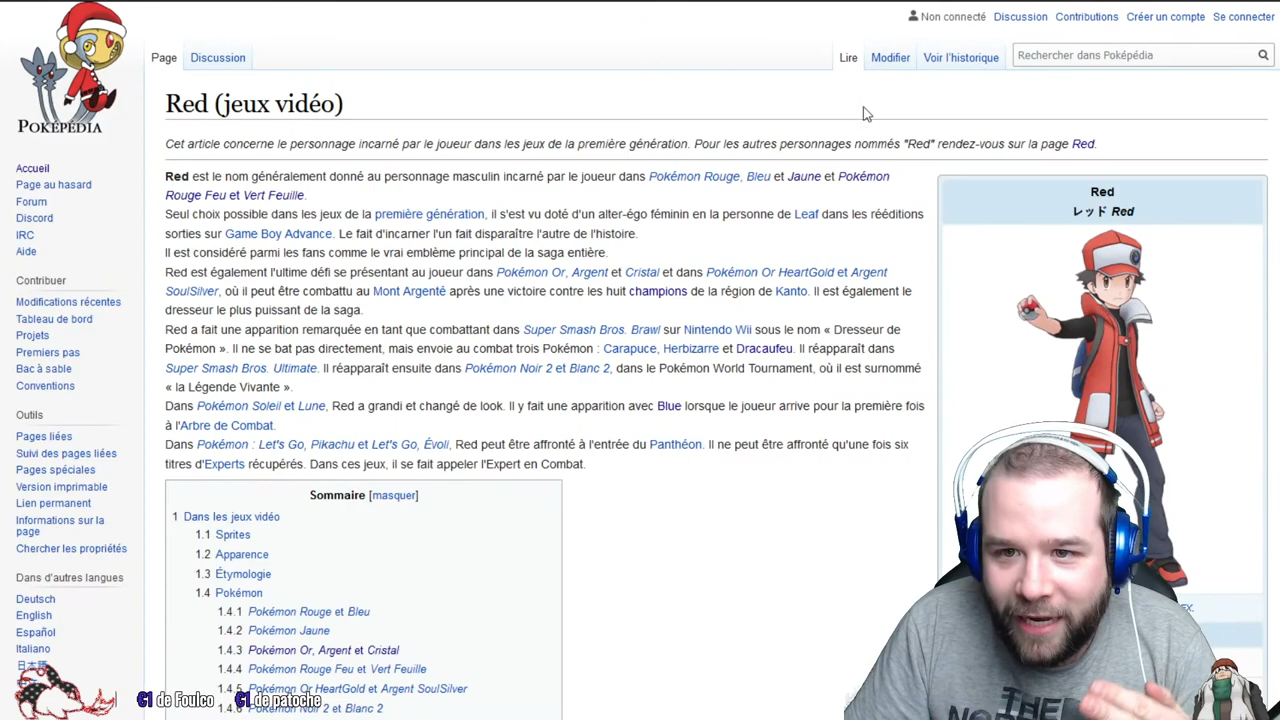 Non connecté Discussion Contributions Créer un compte Se connecter
Page Discussion Lire Modifier Voir l'historique Rechercher dans Poképédia
POKÉPÉDIA
Accueil
Page au hasard
Forum
Discord
IRC
Aide
Contribuer
Modifications récentes
Tableau de bord
Projets
Premiers pas
Bac à sable
Conventions
Outils
Pages liées
Suivi des pages liées
Pages spéciales
Version imprimable
Lien permanent
Informations sur la
page
Chercher les propriétés
Dans d'autres langues
Deutsch
English
Español
Italiano
日本語
Red (jeux vidéo)
Cet article concerne le personnage incarné par le joueur dans les jeux de la première génération. Pour les autres personnages nommés "Red" rendez-vous sur la page Red.
Red est le nom généralement donné au personnage masculin incarné par le joueur dans Pokémon Rouge, Bleu et Jaune et Pokémon
Rouge Feu et Vert Feuille.
Seul choix possible dans les jeux de la première génération, il s'est vu doté d'un alter-égo féminin en la personne de Leaf dans les rééditions
sorties sur Game Boy Advance. Le fait d'incarner l'un fait disparaître l'autre de l'histoire.
Il est considéré parmi les fans comme le vrai emblème principal de la saga entière.
Red est également l'ultime défi se présentant au joueur dans Pokémon Or, Argent et Cristal et dans Pokémon Or HeartGold et Argent
SoulSilver, où il peut être combattu au Mont Argenté après une victoire contre les huit champions de la région de Kanto. Il est également le
dresseur le plus puissant de la saga.
Red a fait une apparition remarquée en tant que combattant dans Super Smash Bros. Brawl sur Nintendo Wii sous le nom « Dresseur de
Pokémon ». Il ne se bat pas directement, mais envoie au combat trois Pokémon : Carapuce, Herbizarre et Dracaufeu. Il réapparaît dans
Super Smash Bros. Ultimate. Il réapparaît ensuite dans Pokémon Noir 2 et Blanc 2, dans le Pokémon World Tournament, où il est surnommé
« la Légende Vivante ».
Dans Pokémon Soleil et Lune, Red a grandi et changé de look. Il y fait une apparition avec Blue lorsque le joueur arrive pour la première fois
à l'Arbre de Combat.
Dans Pokémon : Let's Go, Pikachu et Let's Go, Évoli, Red peut être affronté à l'entrée du Panthéon. Il ne peut être affronté qu'une fois six
titres d'Experts récupérés. Dans ces jeux, il se fait appeler l'Expert en Combat.
Sommaire [masquer]
1 Dans les jeux vidéo
1.1 Sprites
1.2 Apparence
1.3 Étymologie
1.4 Pokémon
1.4.1 Pokémon Rouge et Bleu
1.4.2 Pokémon Jaune
1.4.3 Pokémon Or, Argent et Cristal
1.4.4 Pokémon Rouge Feu et Vert Feuille
1.4.5 Pokémon Or HeartGold et Argent SoulSilver
1.4.6 Pokémon Noir 2 et Blanc 2
Red
レッド Red
€1 de Foulco €1 de patoche
THE